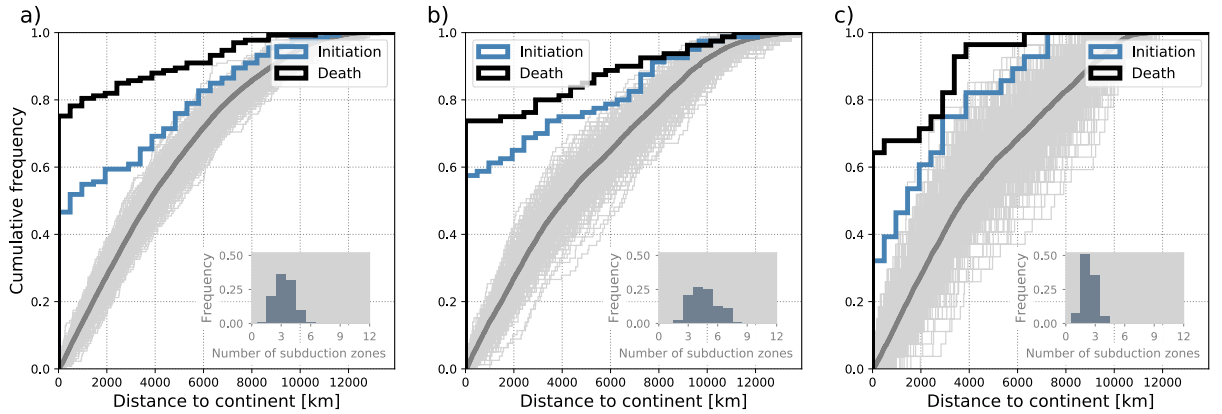 a)
Cumulative frequency
1.0
0.8
0.6
0.4
0.2
0.0
Initiation
Death
Frequency
0.50
0.25
0.00
3 6 9 12
Number of subduction zones
0 2000 4000 6000 8000 10000 12000
Distance to continent [km]
b)
1.0
0.8
0.6
0.4
0.2
0.0
Initiation
Death
Frequency
0.50
0.25
0.00
3 6 9 12
Number of subduction zones
0 2000 4000 6000 8000 10000 12000
Distance to continent [km]
c)
1.0
0.8
0.6
0.4
0.2
0.0
Initiation
Death
Frequency
0.50
0.25
0.00
3 6 9 12
Number of subduction zones
0 2000 4000 6000 8000 10000 12000
Distance to continent [km]